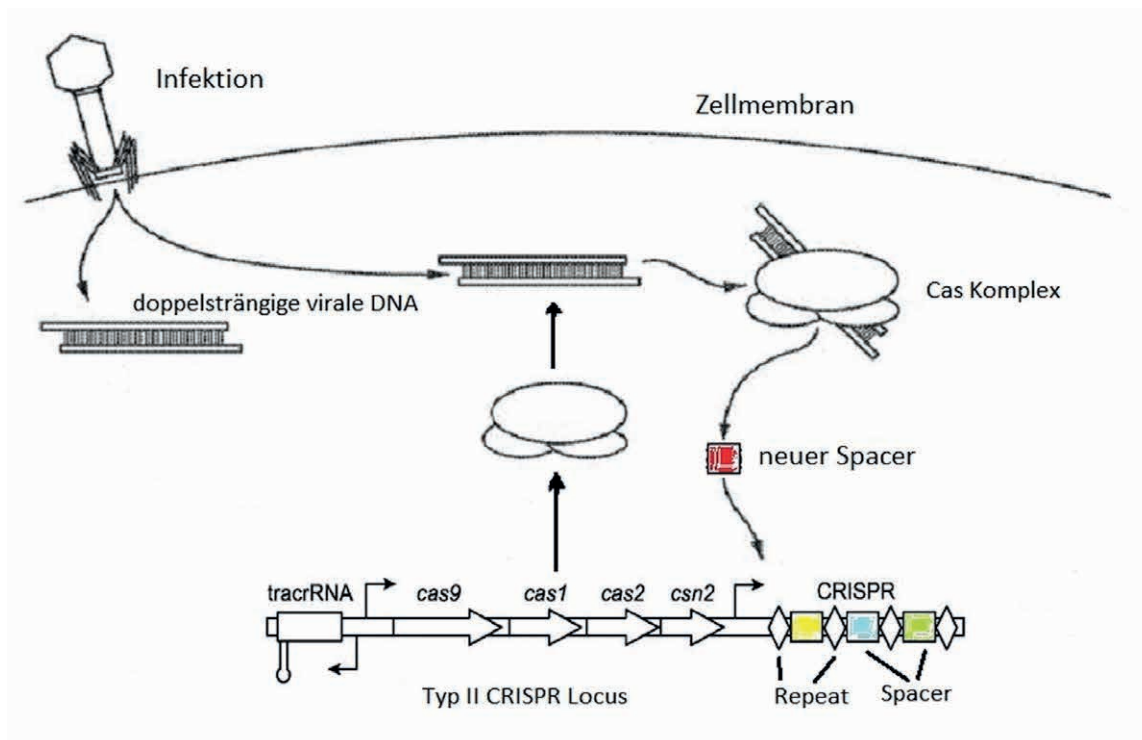 Infektion
Zellmembran
doppelsträngige virale DNA
Cas Komplex
neuer Spacer
tracrRNA
cas9
cas1
cas2
csn2
CRISPR
Typ II CRISPR Locus
Repeat
Spacer